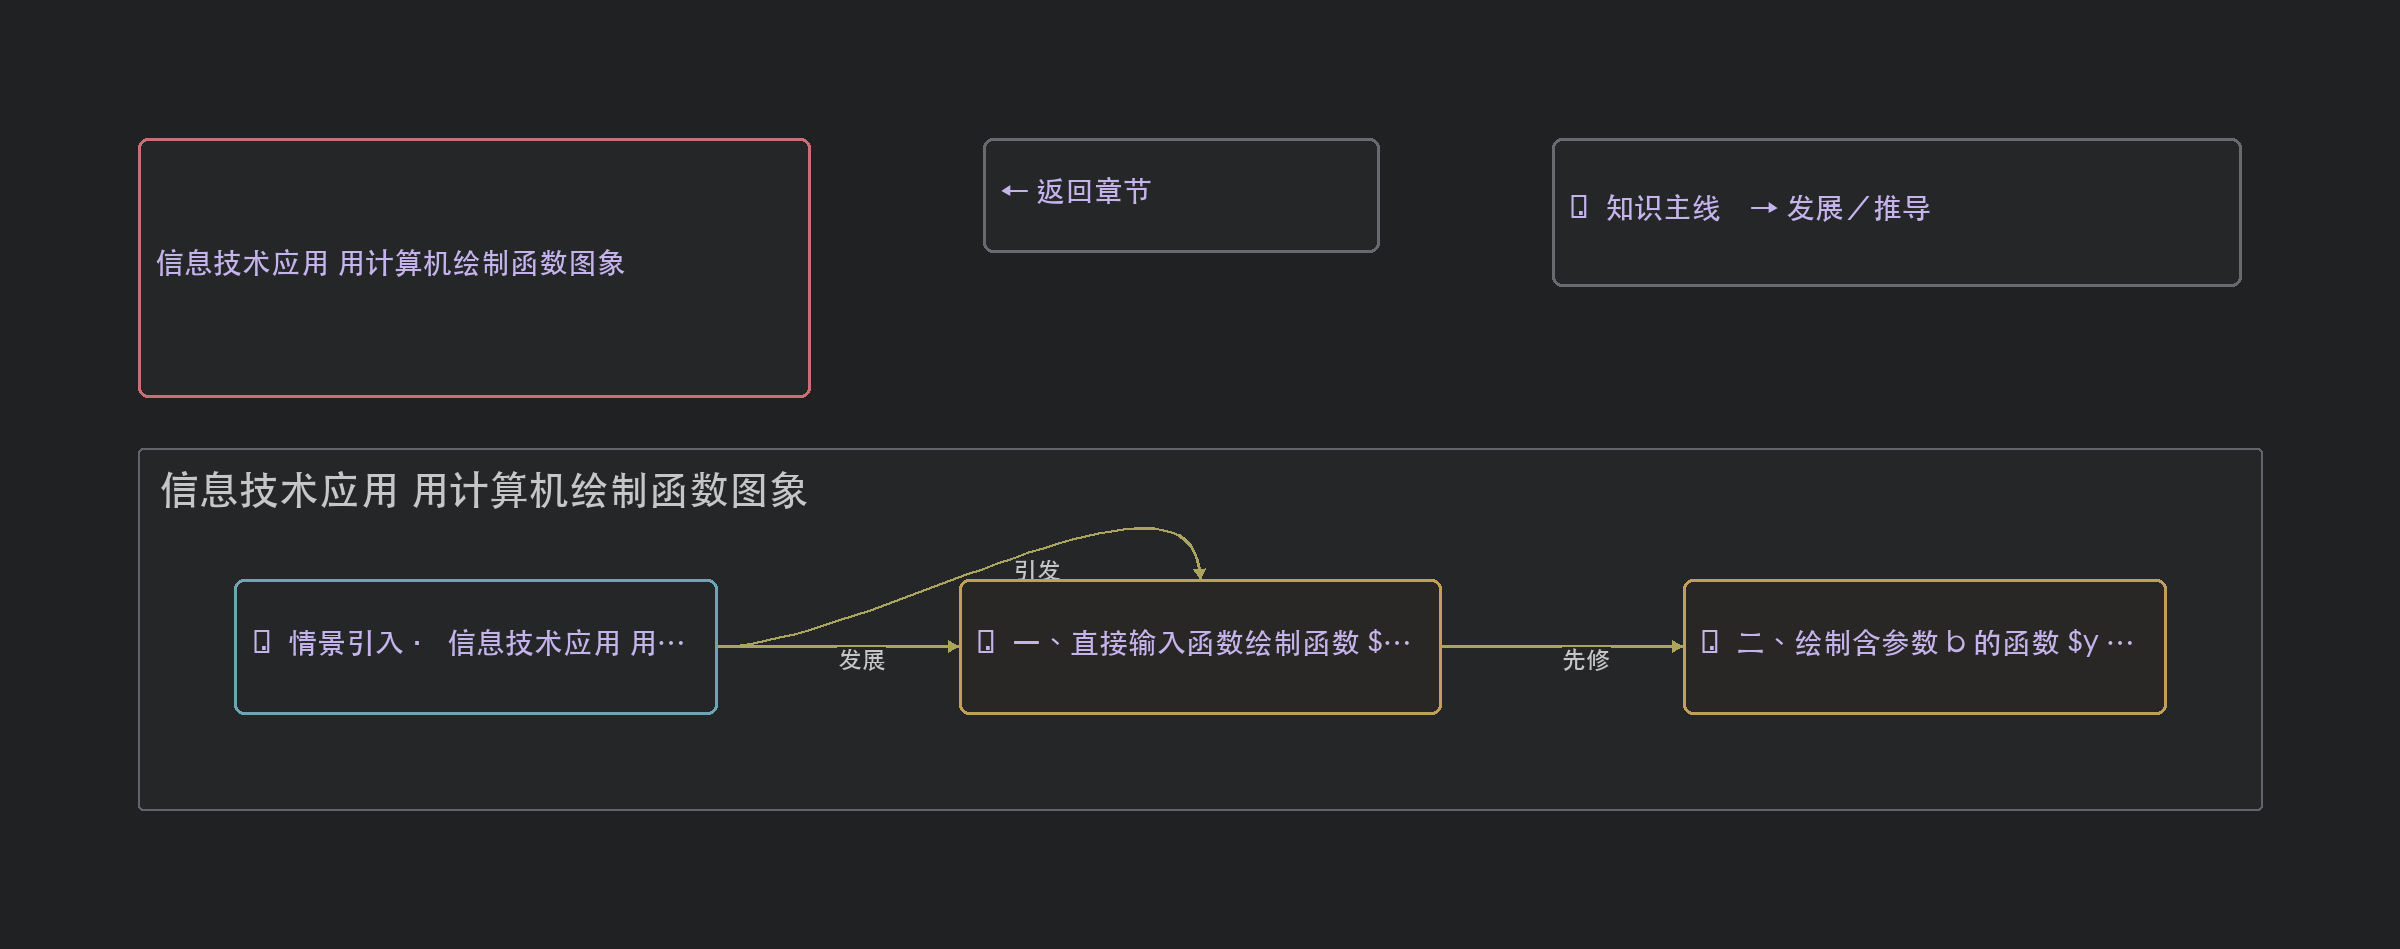 信息技术应用 用计算机绘制函数图象
← 返回章节
知识主线 → 发展／推导
信息技术应用 用计算机绘制函数图象
引发
情景引入· 信息技术应用 用…
发展
一、直接输入函数绘制函数 $…
先修
二、绘制含参数 b 的函数 $y …